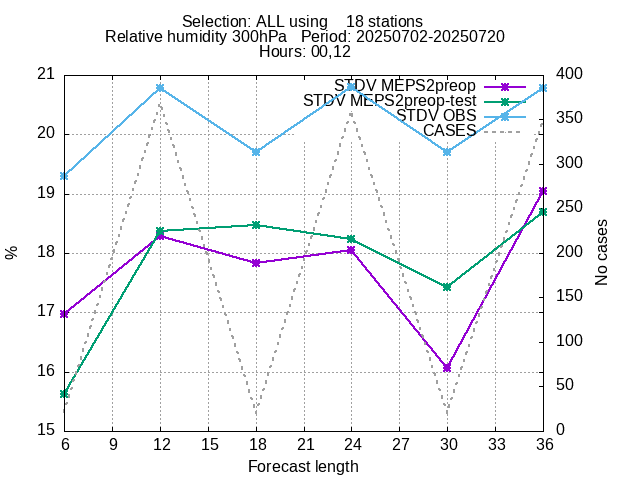 Selection: ALL using    18 stations
Relative humidity 300hPa   Period: 20250702-20250720
Hours: 00,12
STDV MEPS2preop
STDV MEPS2preop-test
STDV OBS
CASES
21
20
19
18
17
16
15
%
400
350
300
250
200
150
100
50
0
No cases
6 9 12 15 18 21 24 27 30 33 36
Forecast length